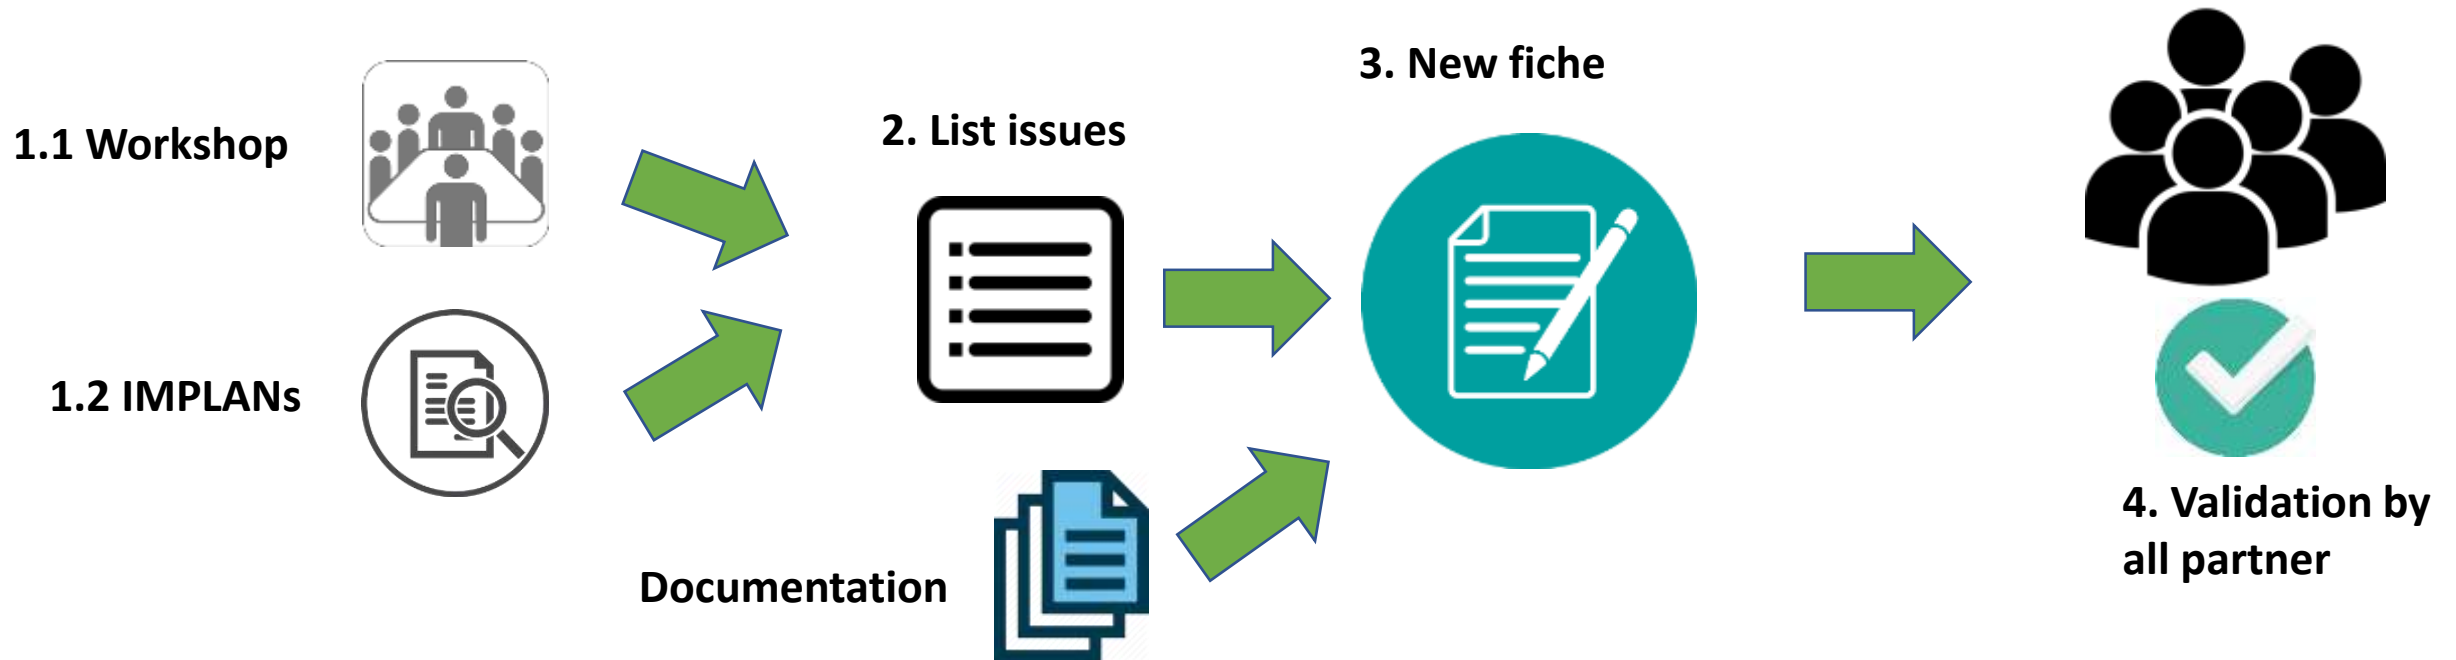 1.1 Workshop
1.2 IMPLANs
2. List issues
Documentation
3. New fiche
4. Validation by
all partner